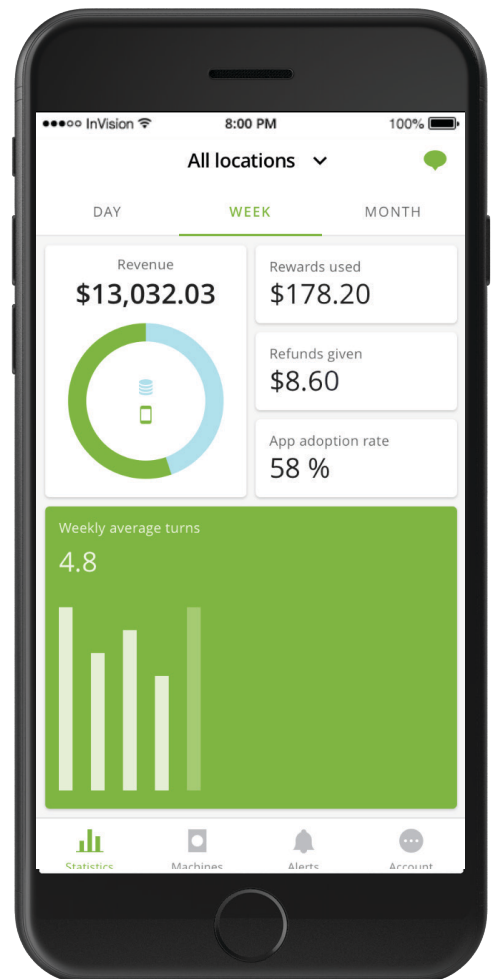 InVision 8:00 PM 100%
All locations
DAY WEEK MONTH
Revenue
$13,032.03
Rewards used
$178.20
Refunds given
$8.60
App adoption rate
58 %
Weekly average turns
4.8
Statistics Machines Alerts Account